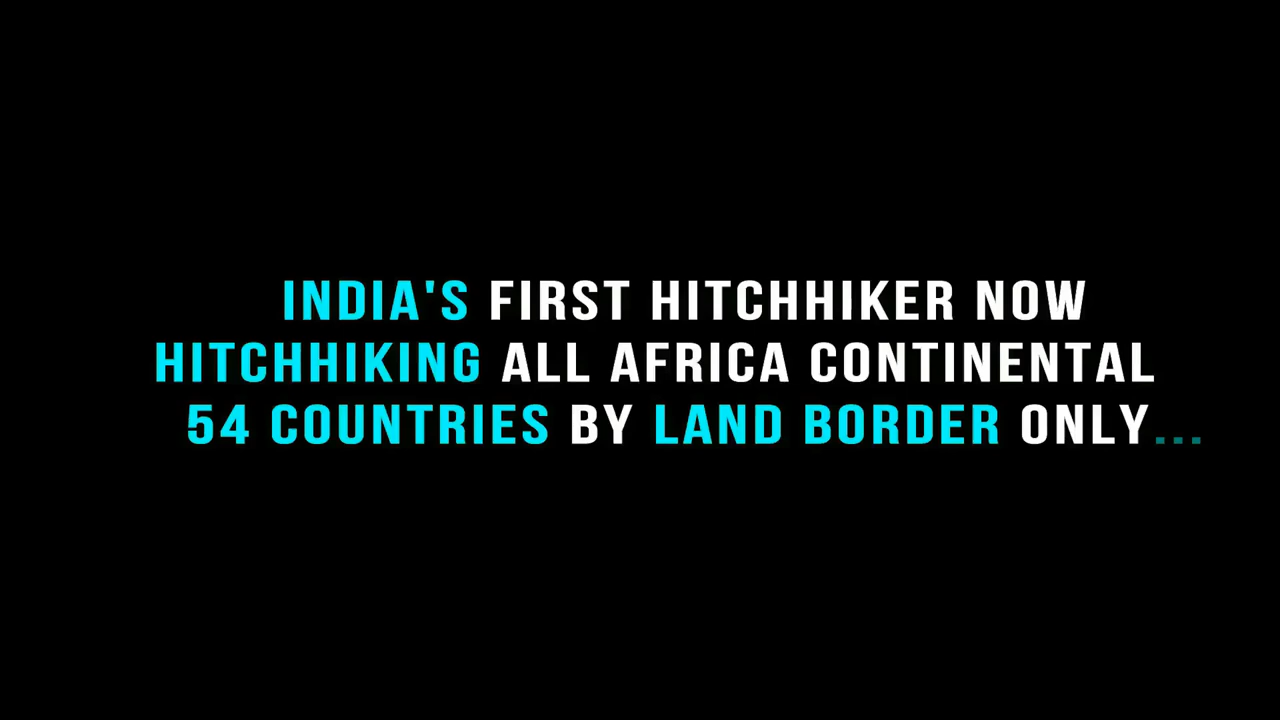 INDIA'S FIRST HITCHHIKER NOW
HITCHHIKING ALL AFRICA CONTINENTAL
54 COUNTRIES BY LAND BORDER ONLY...